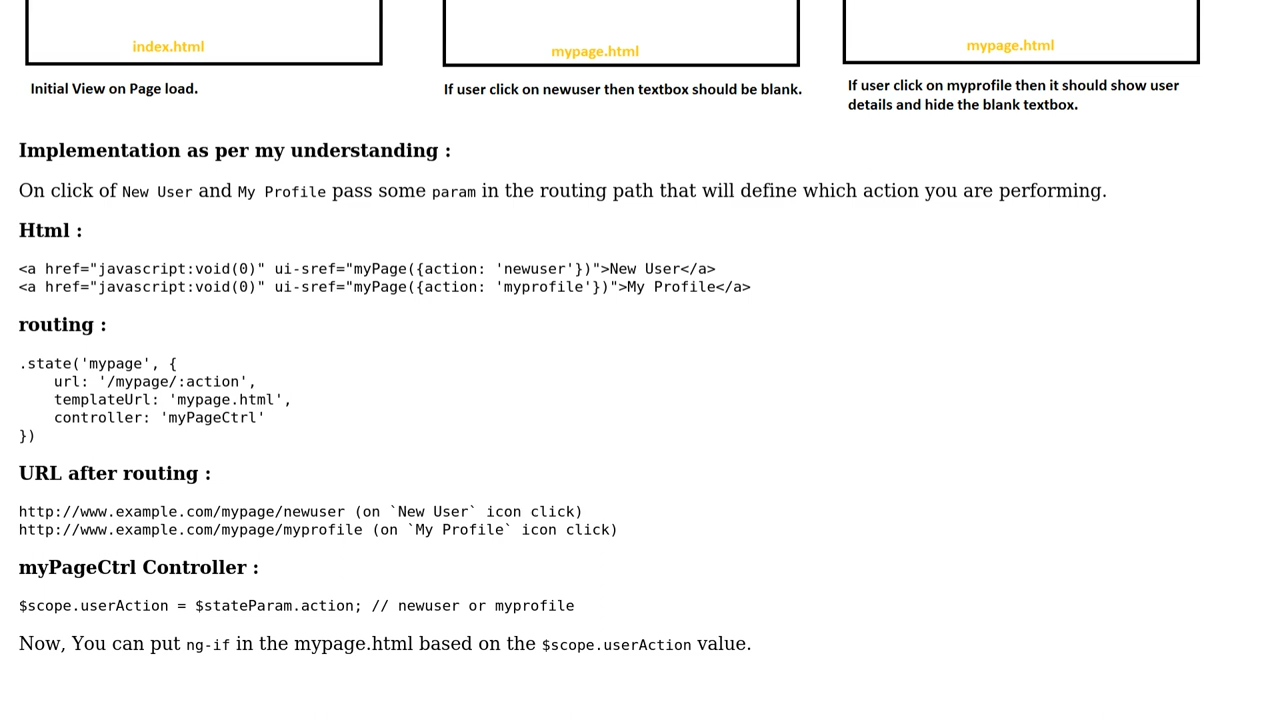 index.html
mypage.html
mypage.html
Initial View on Page load.
If user click on newuser then textbox should be blank.
If user click on myprofile then it should show user
details and hide the blank textbox.
Implementation as per my understanding :
On click of New User and My Profile pass some param in the routing path that will define which action you are performing.
Html :
<a href="javascript:void(0)" ui-sref="myPage({action: 'newuser'})">New User</a>
<a href="javascript:void(0)" ui-sref="myPage({action: 'myprofile'})">My Profile</a>
routing :
.state('mypage', {
    url: '/mypage/:action',
    templateUrl: 'mypage.html',
    controller: 'myPageCtrl'
})
URL after routing :
http://www.example.com/mypage/newuser (on `New User` icon click)
http://www.example.com/mypage/myprofile (on `My Profile` icon click)
myPageCtrl Controller :
$scope.userAction = $stateParam.action; // newuser or myprofile
Now, You can put ng-if in the mypage.html based on the $scope.userAction value.